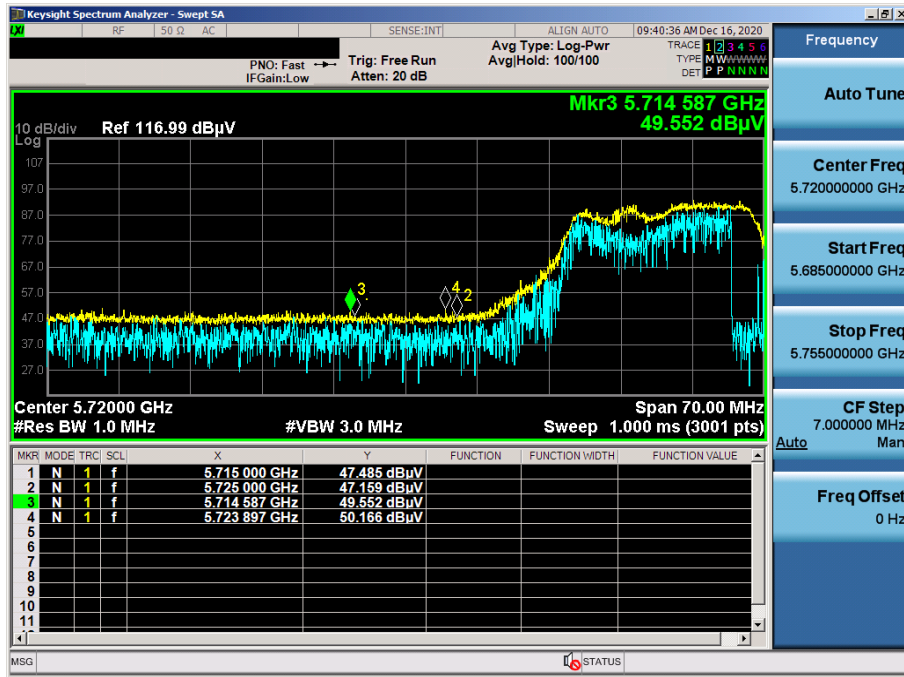 Keysight Spectrum Analyzer - Swept SA
LXI RF 50 Ω AC SENSE:INT ALIGN AUTO 09:40:36 AM Dec 16, 2020
Frequency
PNO: Fast Trig: Free Run Avg Type: Log-Pwr TRACE 1 2 3 4 5 6
IFGain:Low Atten: 20 dB Avg|Hold: 100/100 TYPE M W W W W W
DET P P N N N N
Auto Tune
Mkr3 5.714 587 GHz
49.552 dBµV
10 dB/div Ref 116.99 dBµV
Log
107
97.0
87.0
77.0
67.0
57.0
47.0
37.0
27.0
3
4
2
Center Freq
5.720000000 GHz
Start Freq
5.685000000 GHz
Stop Freq
5.755000000 GHz
Center 5.72000 GHz Span 70.00 MHz
#Res BW 1.0 MHz #VBW 3.0 MHz Sweep 1.000 ms (3001 pts)
CF Step
7.000000 MHz
Auto Man
MKR MODE TRC SCL X Y FUNCTION FUNCTION WIDTH FUNCTION VALUE
1 N 1 f 5.715 000 GHz 47.485 dBµV
2 N 1 f 5.725 000 GHz 47.159 dBµV
3 N 1 f 5.714 587 GHz 49.552 dBµV
4 N 1 f 5.723 897 GHz 50.166 dBµV
5
6
7
8
9
10
11
Freq Offset
0 Hz
MSG STATUS